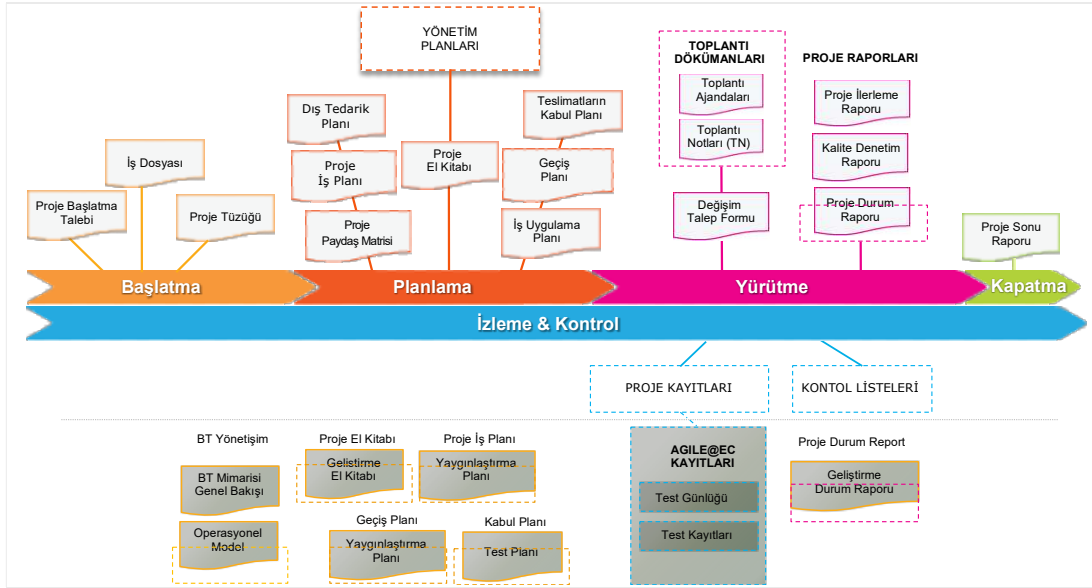 YÖNETİM
PLANLARI
TOPLANTI
DÖKÜMANLARI
PROJE RAPORLARI
Toplantı
Ajandaları
Toplantı
Notları (TN)
Değişim
Talep Formu
Proje İlerleme
Raporu
Kalite Denetim
Raporu
Proje Durum
Raporu
Dış Tedarik
Planı
Proje
İş Planı
Proje
Paydaş Matrisi
Proje
El Kitabı
Teslimatların
Kabul Planı
Geçiş
Planı
İş Uygulama
Planı
İş Dosyası
Proje Başlatma
Talebi
Proje Tüzüğü
Proje Sonu
Raporu
Başlatma
Planlama
Yürütme
Kapatma
İzleme & Kontrol
PROJE KAYITLARI
KONTOL LİSTELERİ
BT Yönetişim
BT Mimarisi
Genel Bakışı
Operasyonel
Model
Proje El Kitabı
Gelistirme
El Kitabı
Proje İş Planı
Yaygınlaştırma
Planı
Geçiş Planı
Yaygınlaştırma
Planı
Kabul Planı
Test Planı
AGILE@EC
KAYITLARI
Test Günlüğü
Test Kayıtları
Proje Durum Report
Geliştirme
Durum Raporu